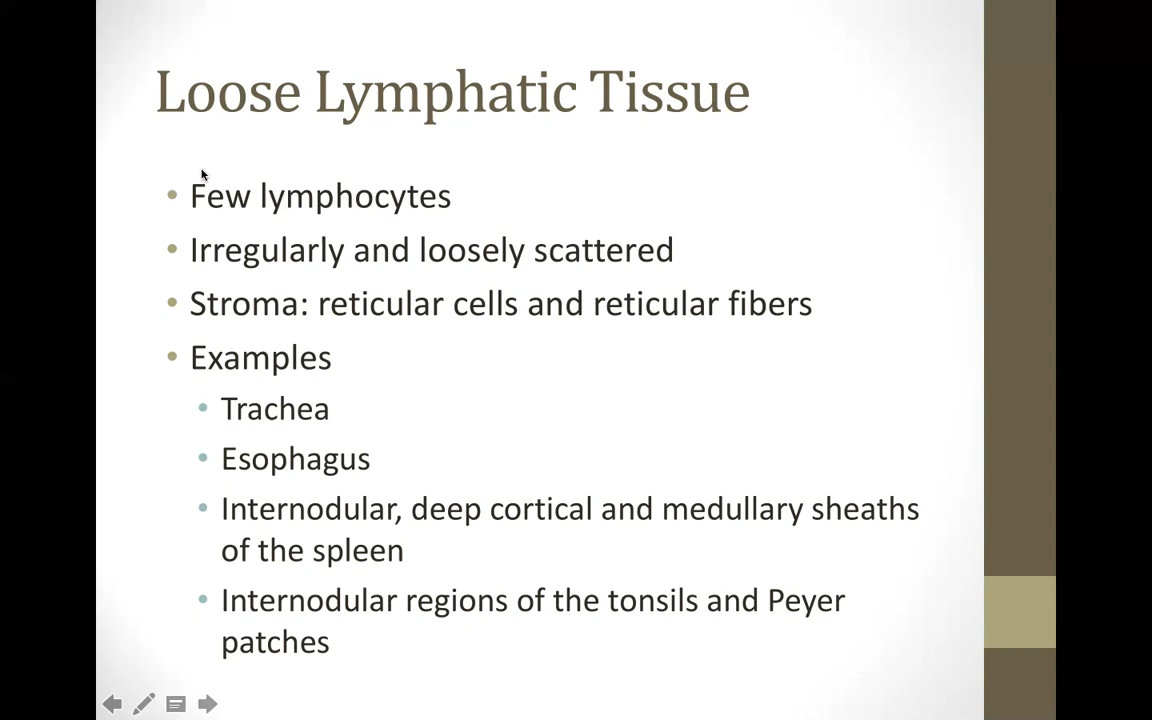 Loose Lymphatic Tissue
• Few lymphocytes
• Irregularly and loosely scattered
• Stroma: reticular cells and reticular fibers
• Examples
• Trachea
• Esophagus
• Internodular, deep cortical and medullary sheaths
of the spleen
• Internodular regions of the tonsils and Peyer
patches